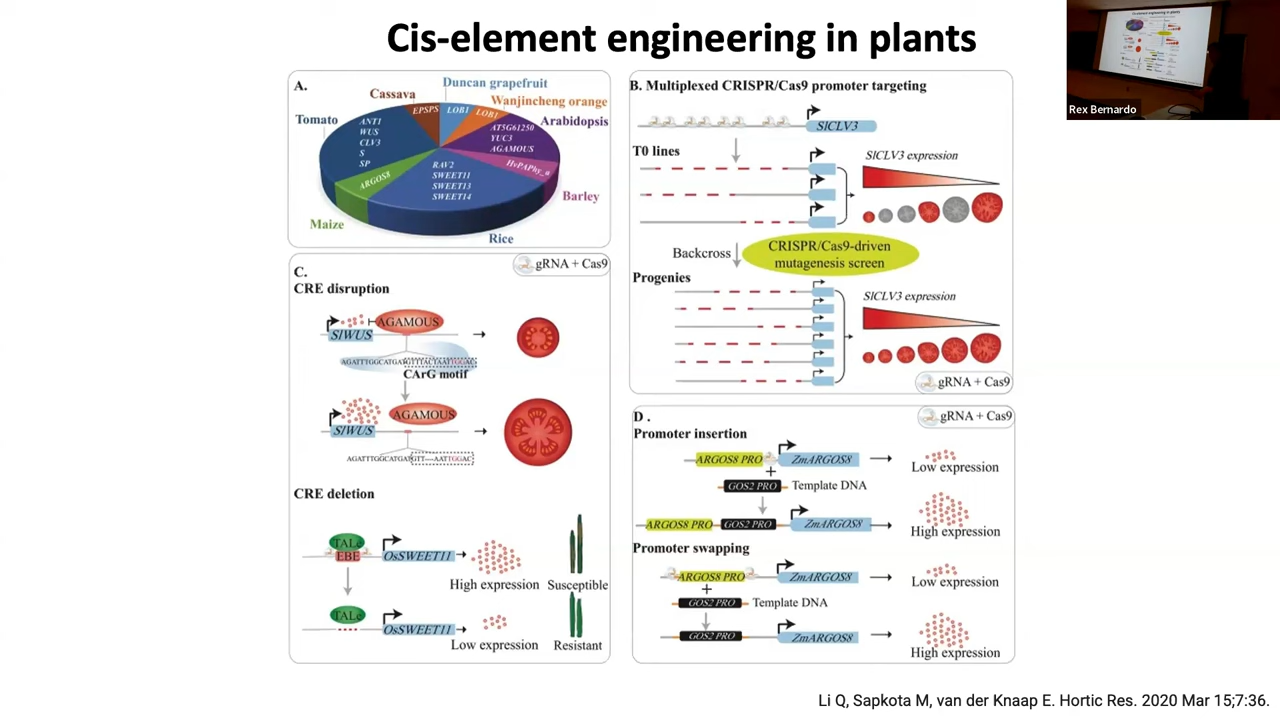 Cis-element engineering in plants
Rex Bernardo
A.
Duncan grapefruit
Cassava
Wanjincheng orange
Tomato
Arabidopsis
EPSPS
LOB1
LOB1
ANT1
WUS
CLV3
S
SP
AT5G61250
YUC3
AGAMOUS
HvPAPhy_a
RAV2
SWEET11
SWEET13
SWEET14
ARGOS8
Barley
Maize
Rice
B. Multiplexed CRISPR/Cas9 promoter targeting
SlCLV3
T0 lines
SlCLV3 expression
Backcross
CRISPR/Cas9-driven
mutagenesis screen
Progenies
SlCLV3 expression
gRNA + Cas9
C.
gRNA + Cas9
CRE disruption
AGAMOUS
SlWUS
AGATTTGGCATGATGTTTACTAATTGGAC
CArG motif
AGAMOUS
SlWUS
AGATTTGGCATGATGTT---AATTGGAC
CRE deletion
TALe
EBE
OsSWEET11
High expression
Susceptible
TALe
OsSWEET11
Low expression
Resistant
D .
gRNA + Cas9
Promoter insertion
ARGOS8 PRO
ZmARGOS8
Low expression
+
GOS2 PRO
Template DNA
ARGOS8 PRO
GOS2 PRO
ZmARGOS8
High expression
Promoter swapping
ARGOS8 PRO
ZmARGOS8
Low expression
+
GOS2 PRO
Template DNA
GOS2 PRO
ZmARGOS8
High expression
Li Q, Sapkota M, van der Knaap E. Hortic Res. 2020 Mar 15;7:36.